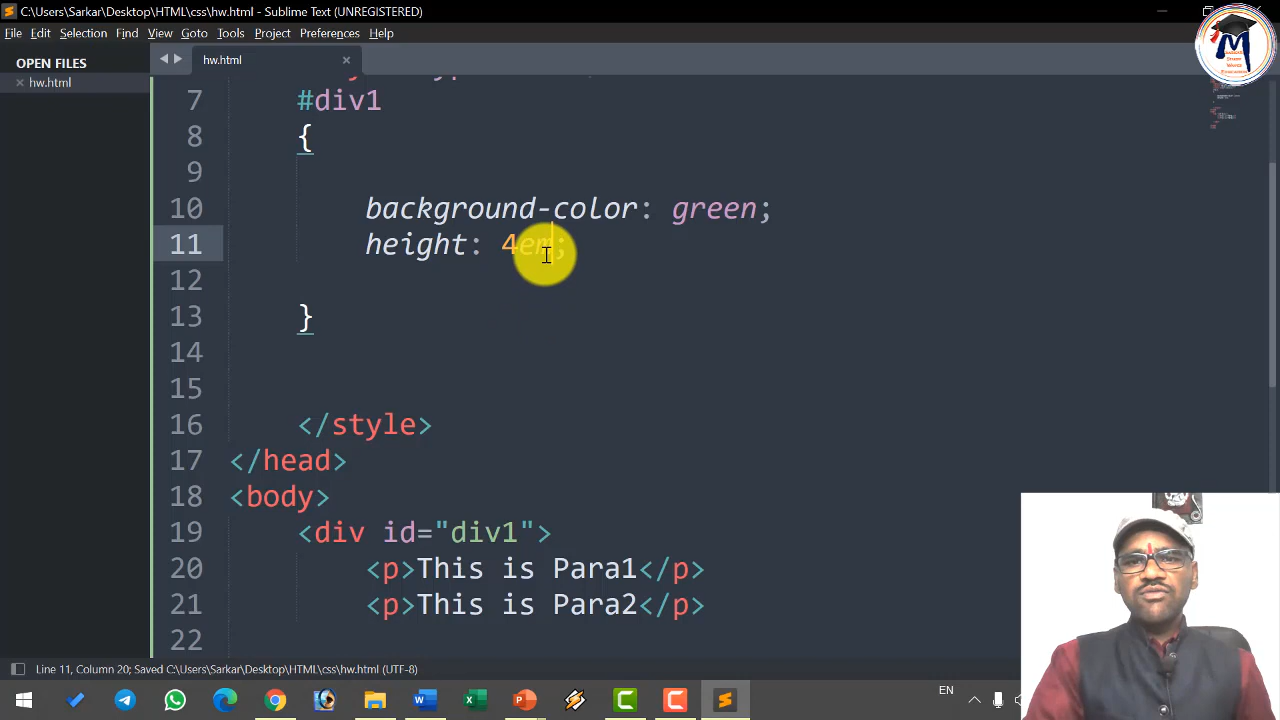 C:\Users\Sarkar\Desktop\HTML\css\hw.html - Sublime Text (UNREGISTERED)
File Edit Selection Find View Goto Tools Project Preferences Help
OPEN FILES
hw.html
hw.html
7 #div1
8 {
9
10 background-color: green;
11 height: 4em;
12
13 }
14
15
16 </style>
17 </head>
18 <body>
19 <div id="div1">
20 <p>This is Para1</p>
21 <p>This is Para2</p>
22
Line 11, Column 20; Saved C:\Users\Sarkar\Desktop\HTML\css\hw.html (UTF-8)
EN